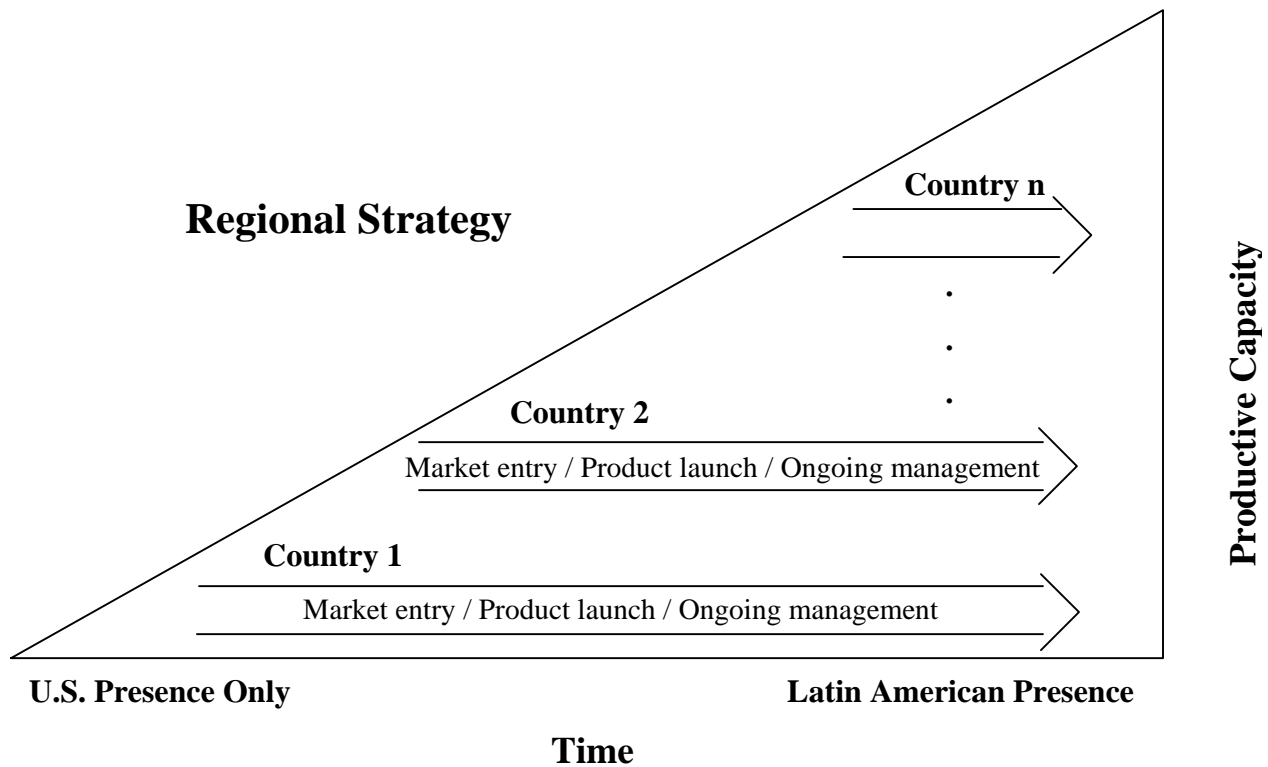 Country n
Regional Strategy
Productive Capacity
.
.
.
Country 2
Market entry / Product launch / Ongoing management
Country 1
Market entry / Product launch / Ongoing management
U.S. Presence Only
Latin American Presence
Time